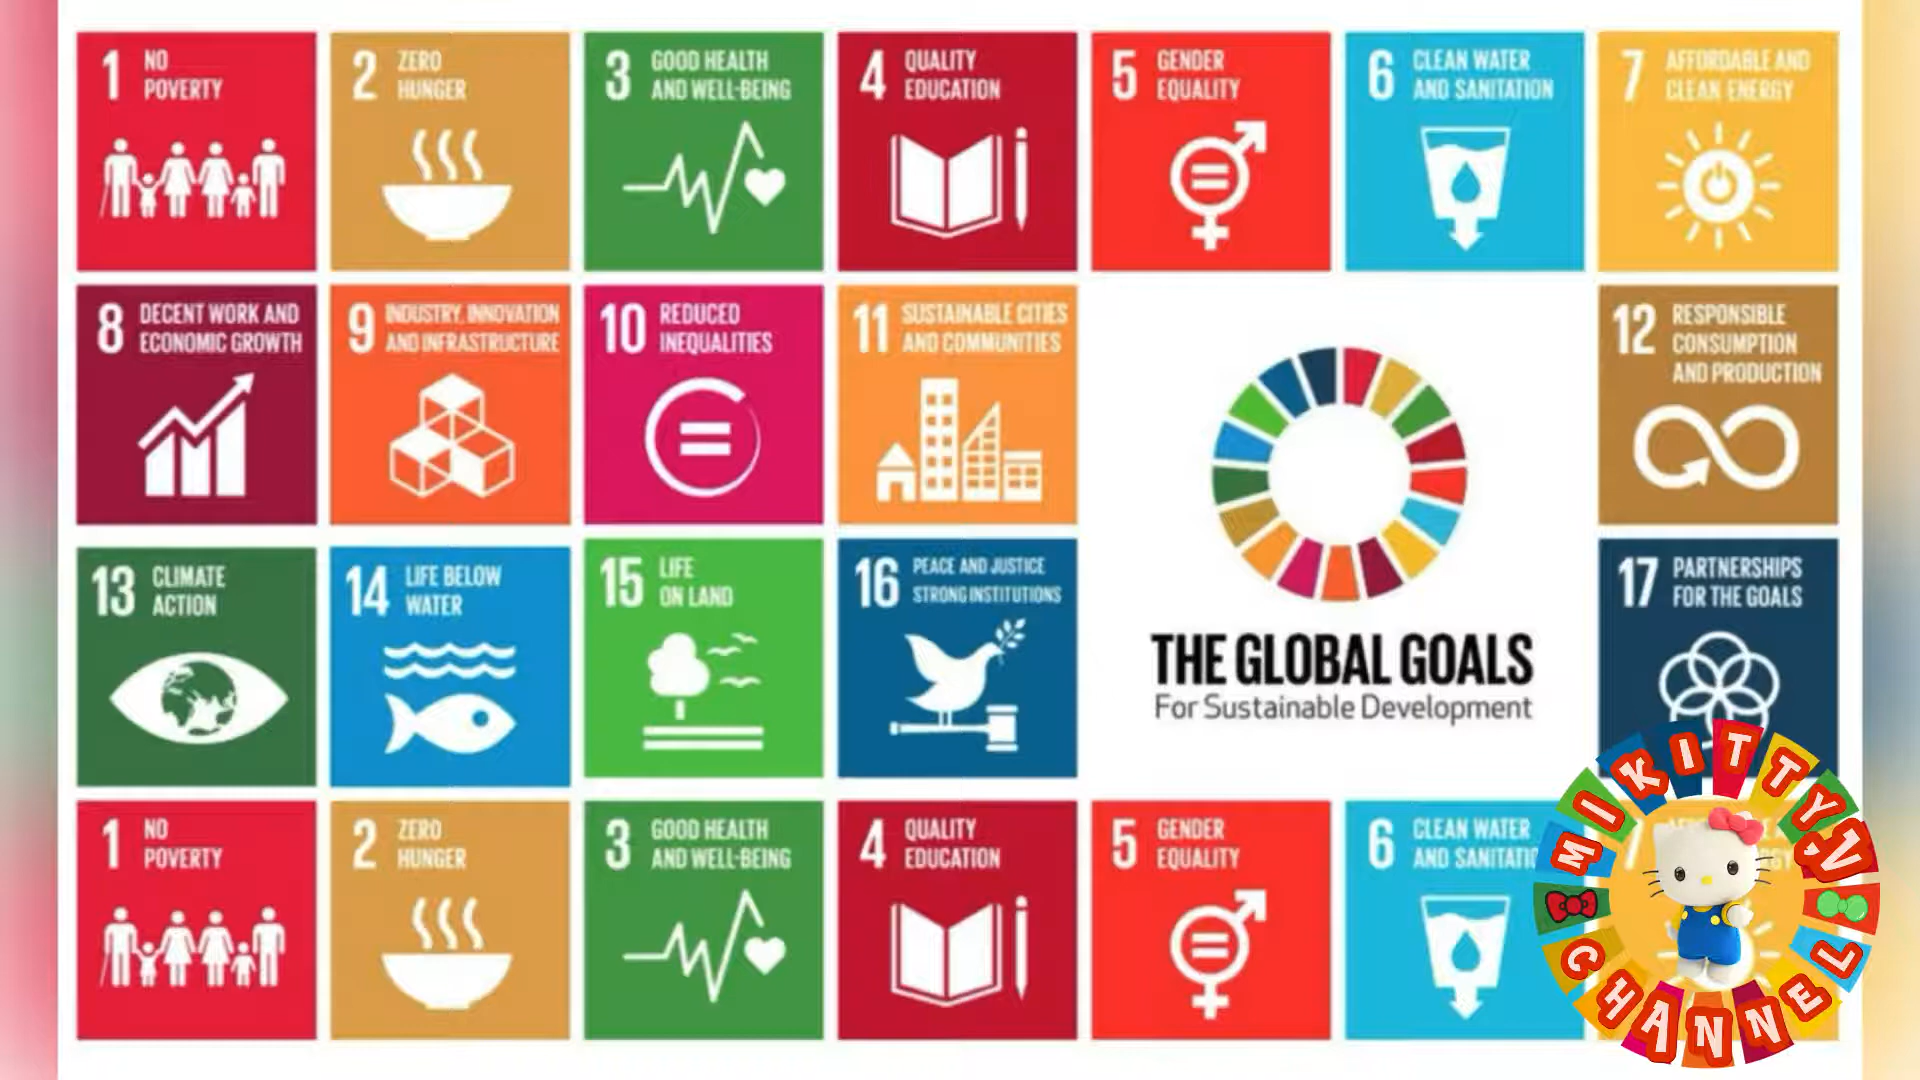 1 NO
POVERTY
2 ZERO
HUNGER
3 GOOD HEALTH
AND WELL-BEING
4 QUALITY
EDUCATION
5 GENDER
EQUALITY
6 CLEAN WATER
AND SANITATION
7 AFFORDABLE AND
CLEAN ENERGY
8 DECENT WORK AND
ECONOMIC GROWTH
9 INDUSTRY, INNOVATION
AND INFRASTRUCTURE
10 REDUCED
INEQUALITIES
11 SUSTAINABLE CITIES
AND COMMUNITIES
12 RESPONSIBLE
CONSUMPTION
AND PRODUCTION
13 CLIMATE
ACTION
14 LIFE BELOW
WATER
15 LIFE
ON LAND
16 PEACE AND JUSTICE
STRONG INSTITUTIONS
THE GLOBAL GOALS
For Sustainable Development
17 PARTNERSHIPS
FOR THE GOALS
1 NO
POVERTY
2 ZERO
HUNGER
3 GOOD HEALTH
AND WELL-BEING
4 QUALITY
EDUCATION
5 GENDER
EQUALITY
6 CLEAN WATER
AND SANITATIO
7
MIKITTY,V
CHANNEL